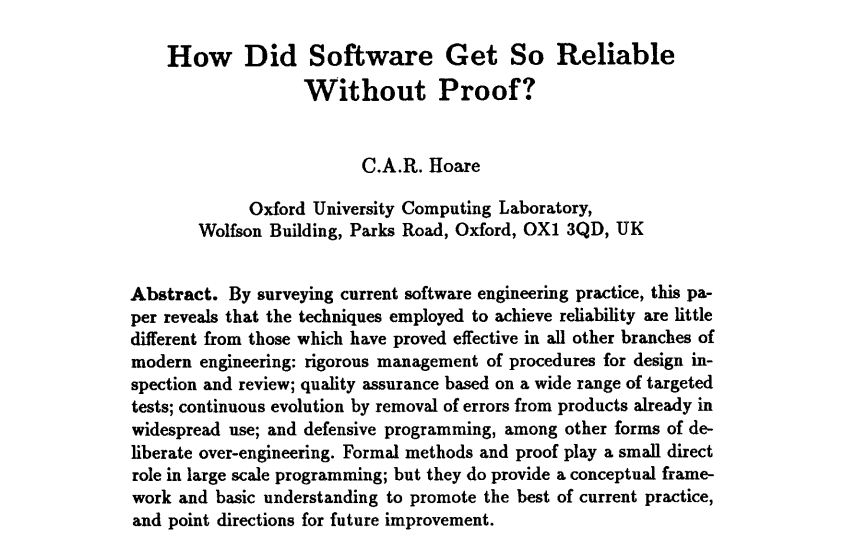 How Did Software Get So Reliable
Without Proof?
C.A.R. Hoare
Oxford University Computing Laboratory,
Wolfson Building, Parks Road, Oxford, OX1 3QD, UK
Abstract. By surveying current software engineering practice, this pa-
per reveals that the techniques employed to achieve reliability are little
different from those which have proved effective in all other branches of
modern engineering: rigorous management of procedures for design in-
spection and review; quality assurance based on a wide range of targeted
tests; continuous evolution by removal of errors from products already in
widespread use; and defensive programming, among other forms of de-
liberate over-engineering. Formal methods and proof play a small direct
role in large scale programming; but they do provide a conceptual frame-
work and basic understanding to promote the best of current practice,
and point directions for future improvement.